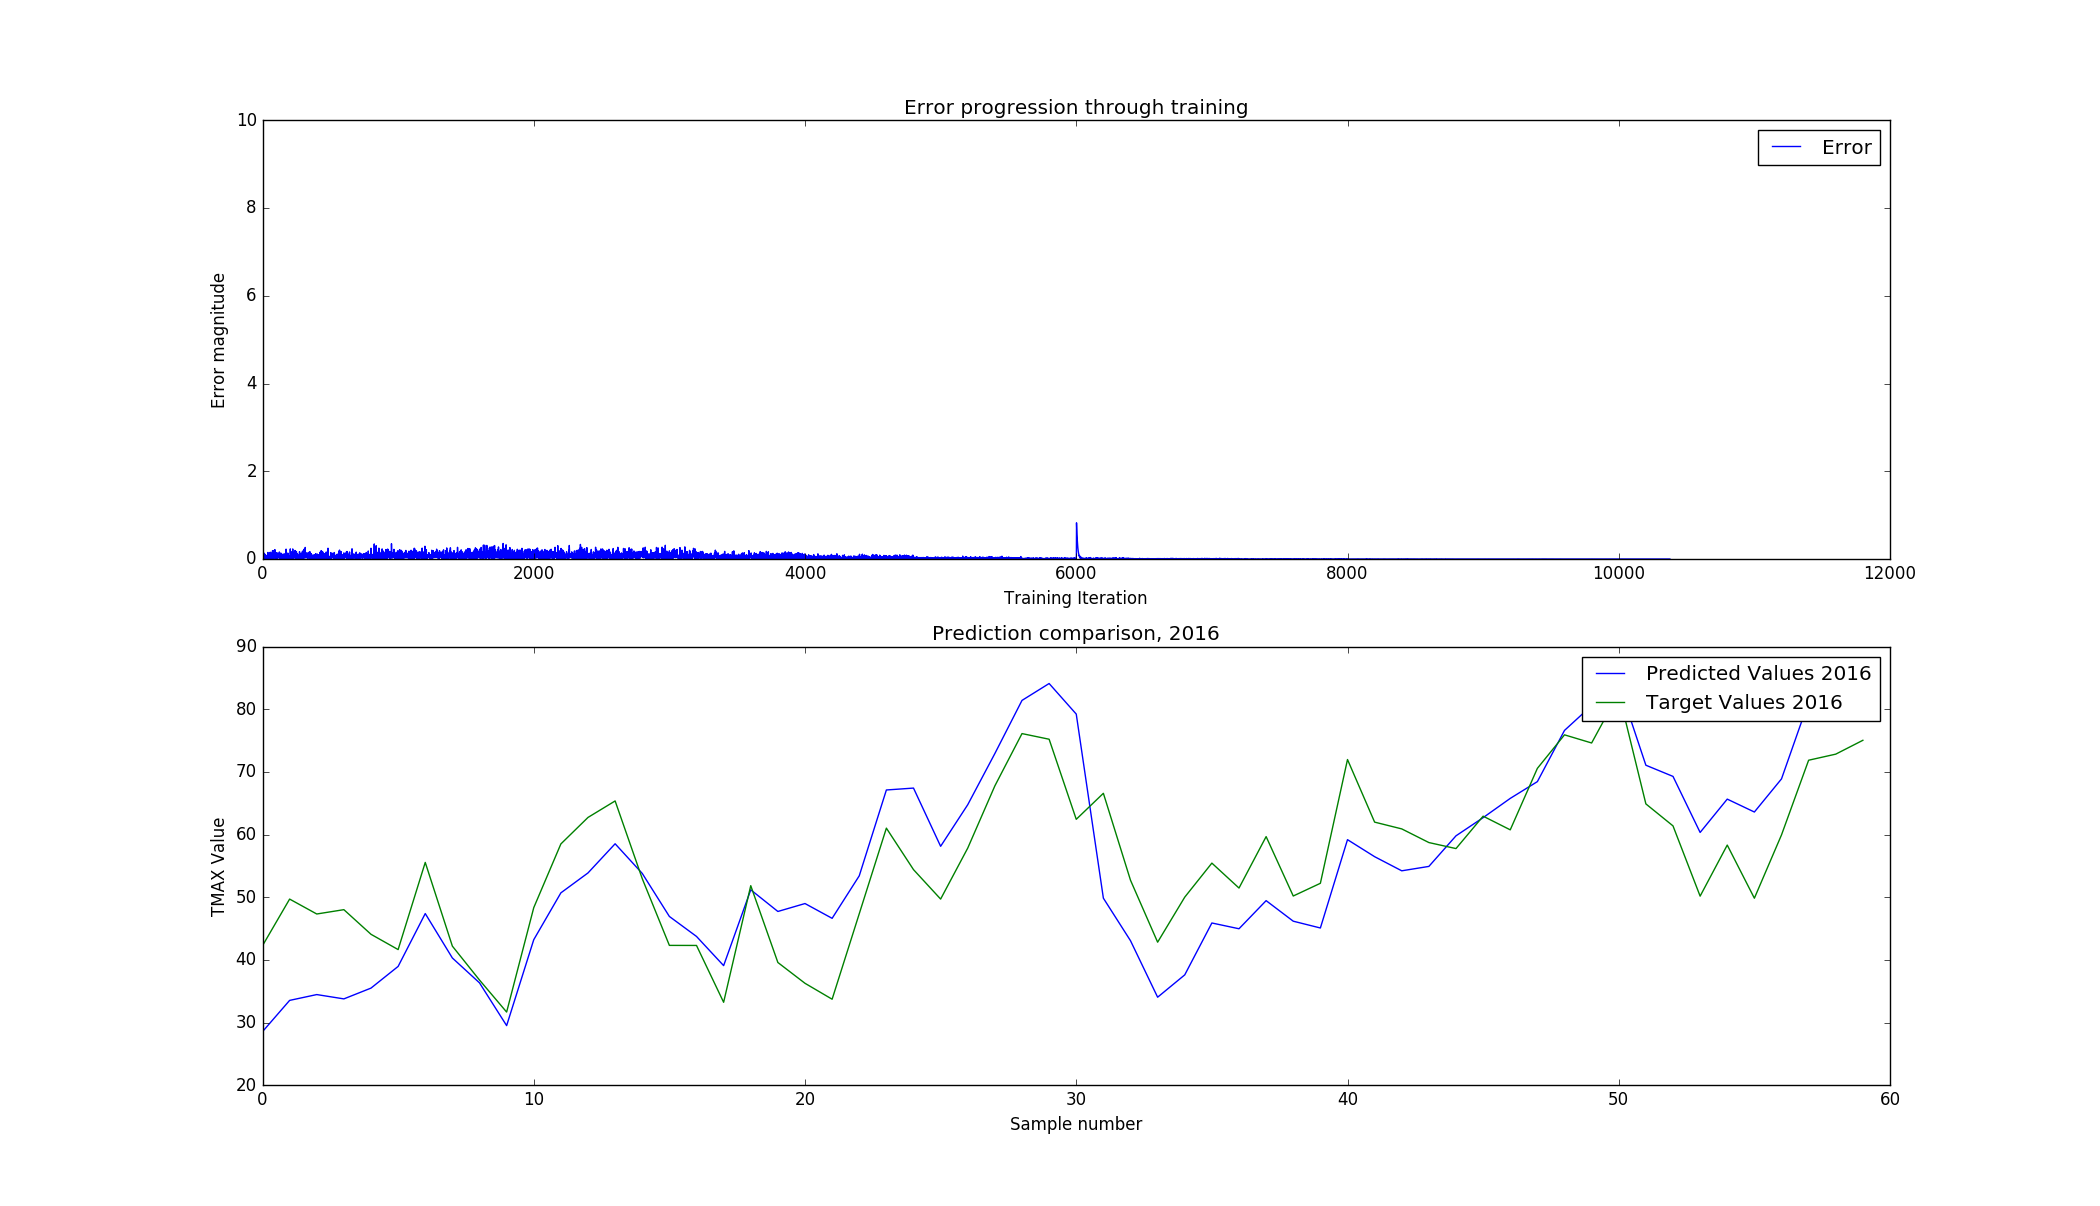 Error progression through training
10
8
6
4
2
0
Error magnitude
Error
0 2000 4000 6000 8000 10000 12000
Training Iteration
Prediction comparison, 2016
90
80
70
60
50
40
30
20
TMAX Value
Predicted Values 2016
Target Values 2016
0 10 20 30 40 50 60
Sample number